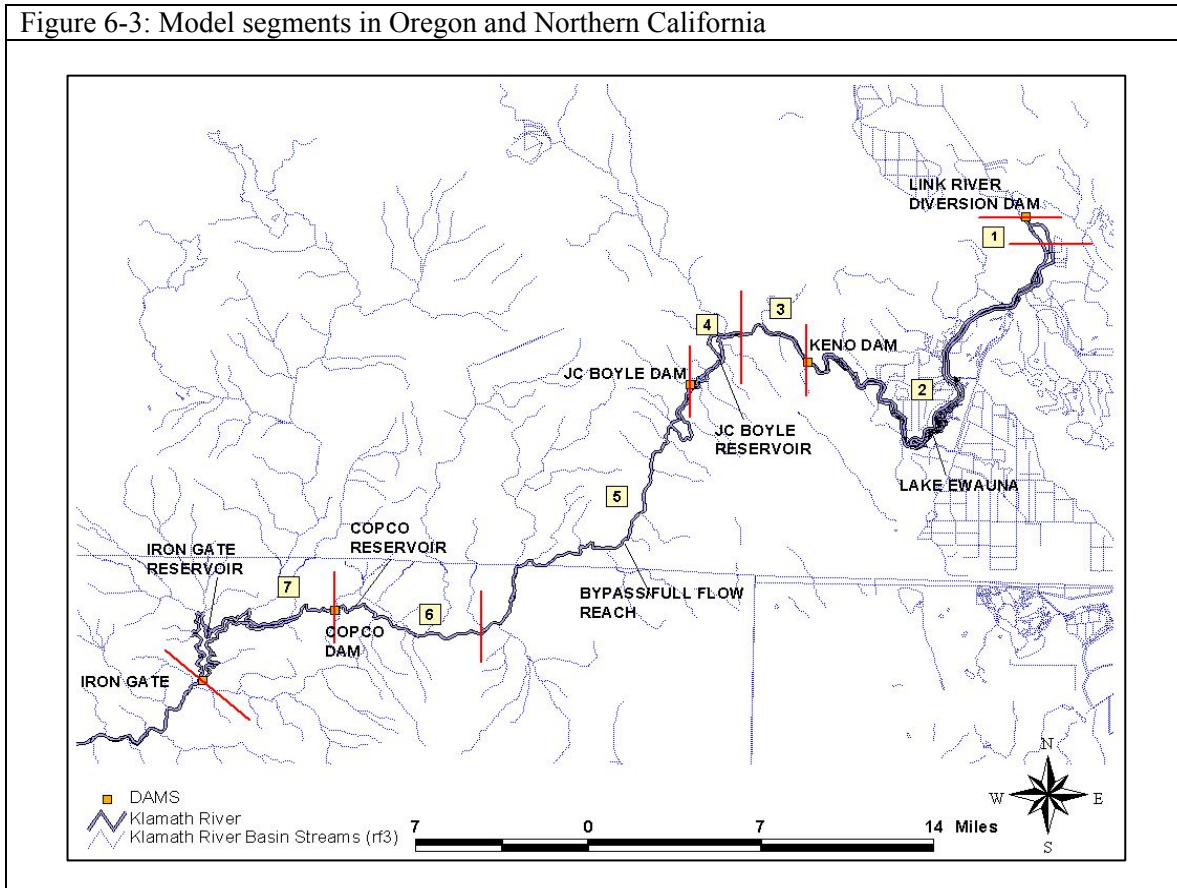 Figure 6-3: Model segments in Oregon and Northern California
LINK RIVER
DIVERSION DAM
1
3
4
KENO DAM
JC BOYLE DAM
2
JC BOYLE
RESERVOIR
LAKE EWAUNA
5
COPCO
RESERVOIR
IRON GATE
RESERVOIR
7
BYPASS/FULL FLOW
REACH
6
COPCO
DAM
IRON GATE
N
W
E
S
DAMS
Klamath River
Klamath River Basin Streams (rf3)
7 0 7 14 Miles